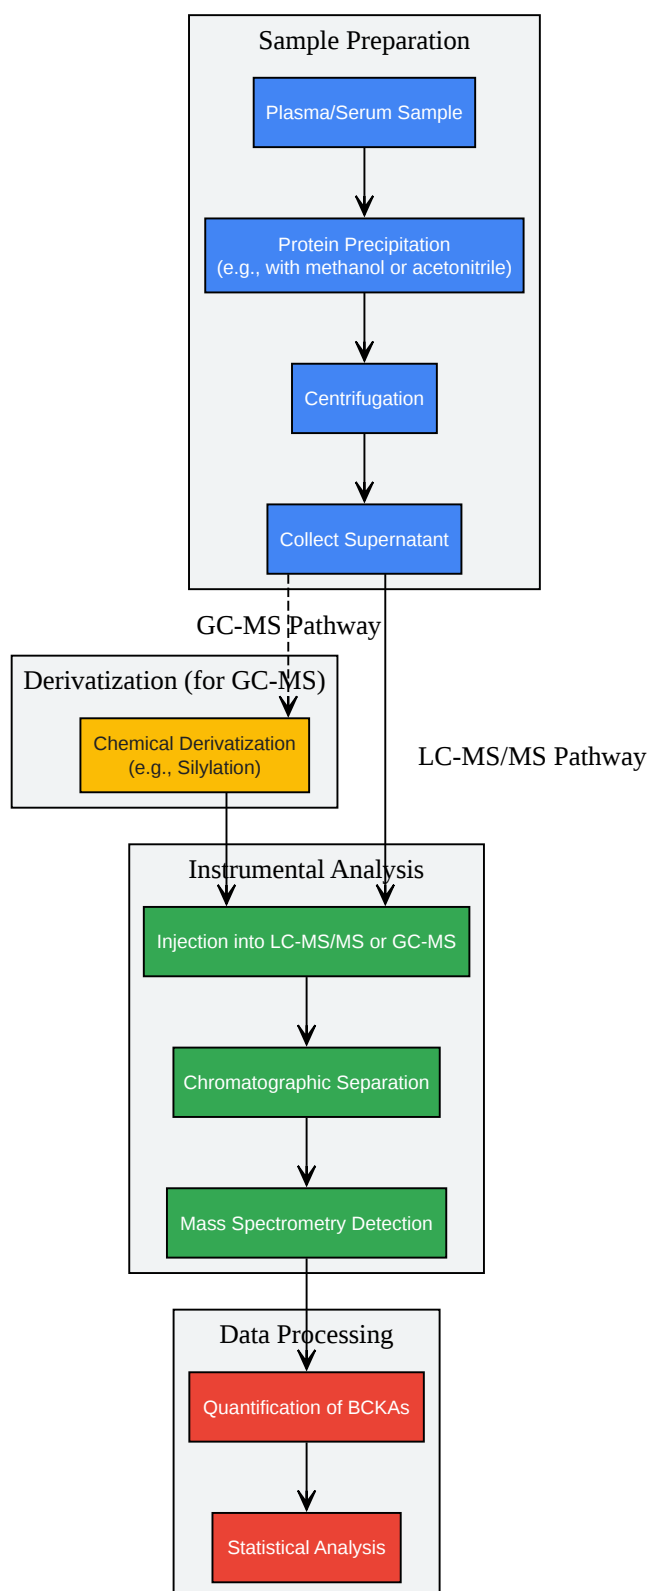 Sample Preparation
Plasma/Serum Sample
Protein Precipitation
(e.g., with methanol or acetonitrile)
Centrifugation
Collect Supernatant
GC-MS Pathway
Derivatization (for GC-MS)
Chemical Derivatization
(e.g., Silylation)
LC-MS/MS Pathway
Instrumental Analysis
Injection into LC-MS/MS or GC-MS
Chromatographic Separation
Mass Spectrometry Detection
Data Processing
Quantification of BCKAs
Statistical Analysis